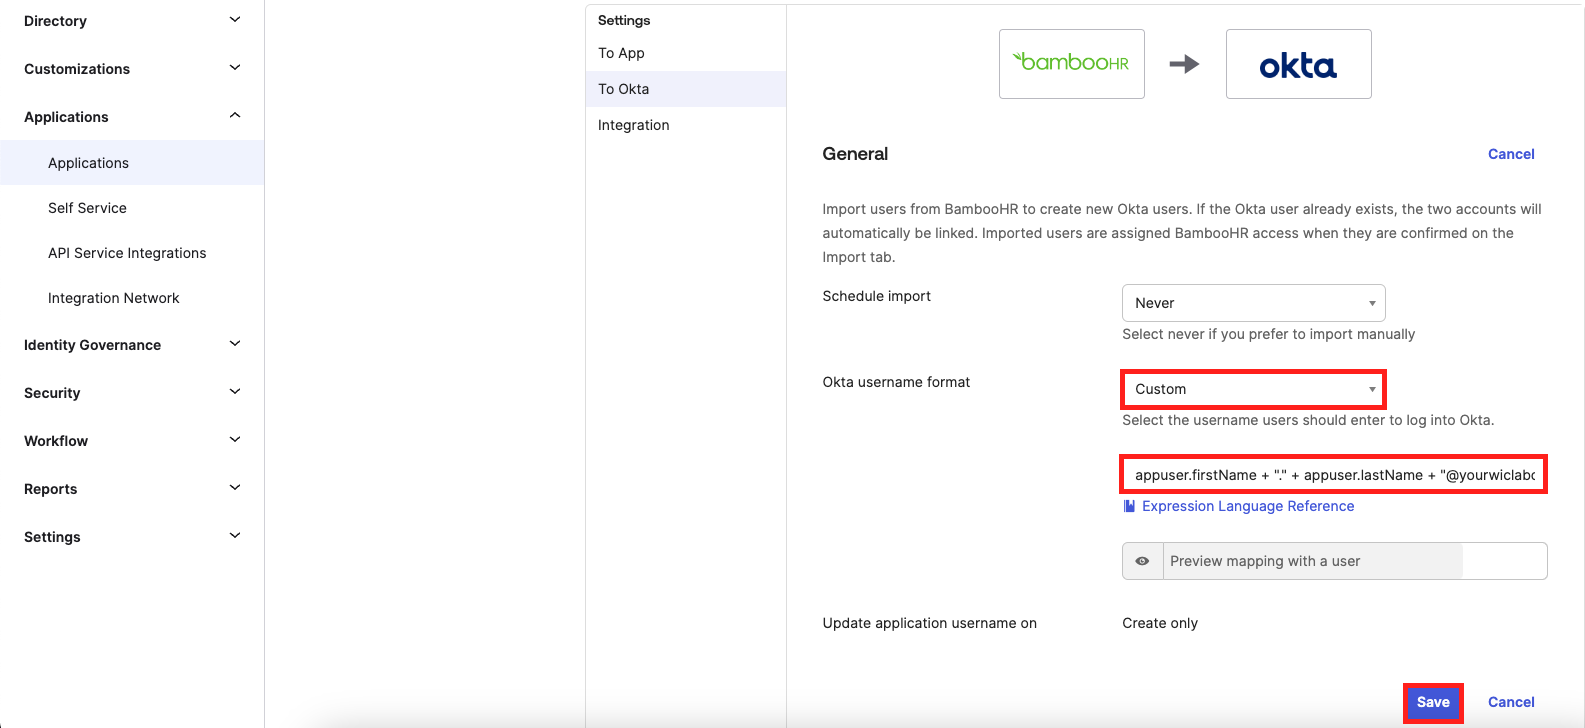 Directory
Customizations
Applications
Applications
Self Service
API Service Integrations
Integration Network
Identity Governance
Security
Workflow
Reports
Settings
Settings
To App
To Okta
Integration
bambooHR
okta
General
Cancel
Import users from BambooHR to create new Okta users. If the Okta user already exists, the two accounts will
automatically be linked. Imported users are assigned BambooHR access when they are confirmed on the
Import tab.
Schedule import
Never
Select never if you prefer to import manually
Okta username format
Custom
Select the username users should enter to log into Okta.
appuser.firstName + "." + appuser.lastName + "@yourwiclabo
Expression Language Reference
Preview mapping with a user
Update application username on
Create only
Save
Cancel